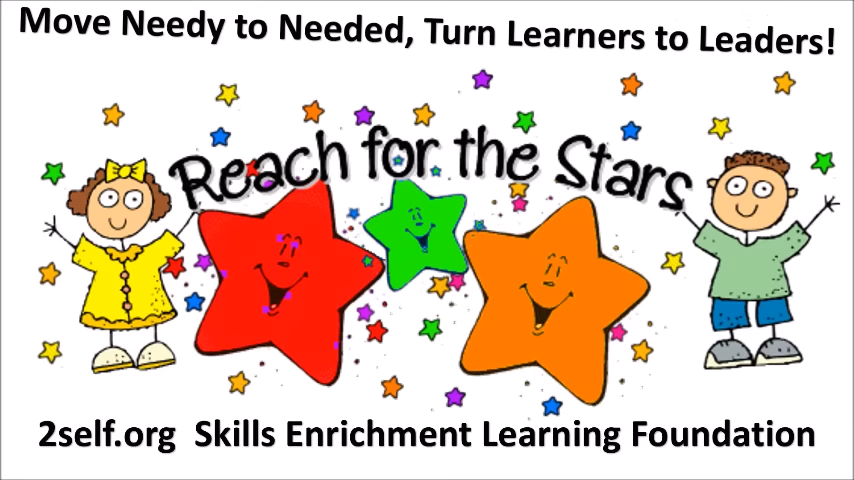 Move Needy to Needed, Turn Learners to Leaders!
Reach for the Stars
2self.org Skills Enrichment Learning Foundation